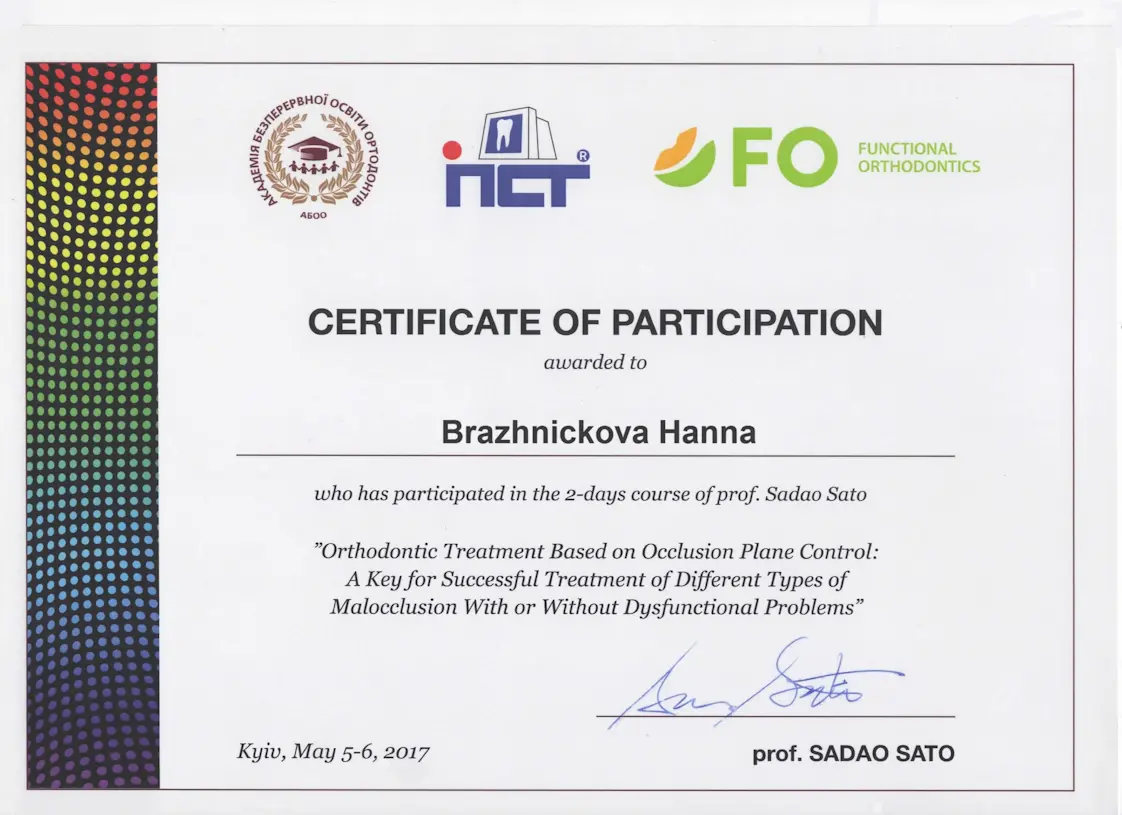 АКАДЕМІЯ БЕЗПЕРЕРВНОЇ ОСВІТИ ОРТОДОНТІВ
АБОО
ІПСТ®
FO FUNCTIONAL
ORTHODONTICS
CERTIFICATE OF PARTICIPATION
awarded to
Brazhnickova Hanna
who has participated in the 2-days course of prof. Sadao Sato
”Orthodontic Treatment Based on Occlusion Plane Control:
A Key for Successful Treatment of Different Types of
Malocclusion With or Without Dysfunctional Problems”
Kyiv, May 5-6, 2017
prof. SADAO SATO